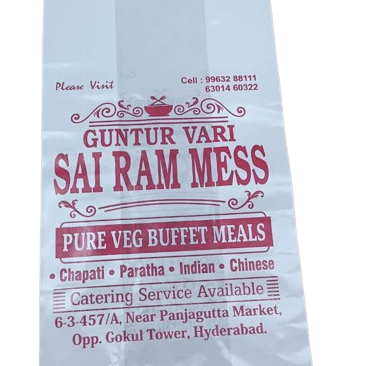 Please Visit
Cell : 99632 88111
63014 60322
GUNTUR VARI
SAI RAM MESS
PURE VEG BUFFET MEALS
• Chapati • Paratha • Indian • Chinese
Catering Service Available
6-3-457/A, Near Panjagutta Market,
Opp. Gokul Tower, Hyderabad.